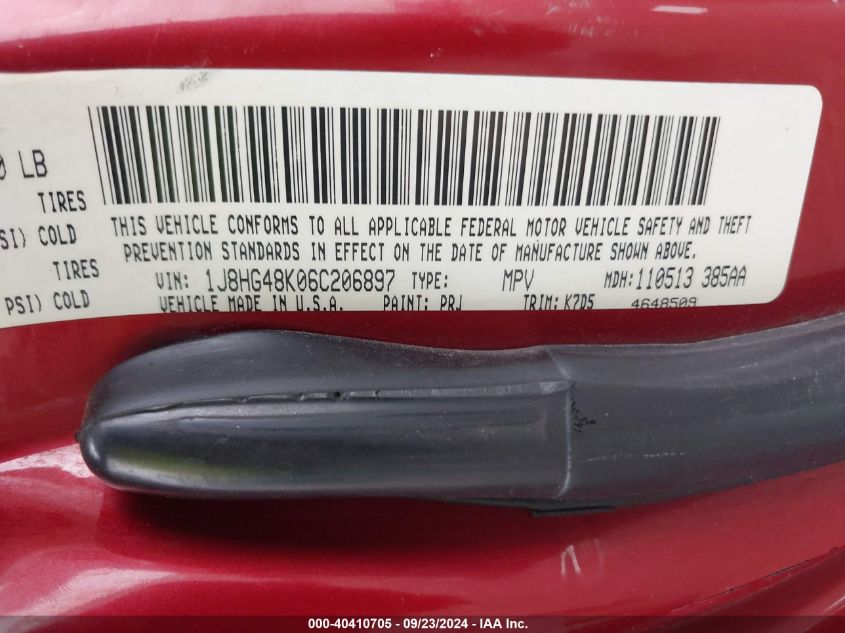 0 LB
TIRES
SI) COLD
TIRES
PSI) COLD
THIS VEHICLE CONFORMS TO ALL APPLICABLE FEDERAL MOTOR VEHICLE SAFETY AND THEFT
PREVENTION STANDARDS IN EFFECT ON THE DATE OF MANUFACTURE SHOWN ABOVE.
VIN: 1J8HG48K06C206897 TYPE: MPV MDH:110513 385AA
VEHICLE MADE IN U.S.A. PAINT: PRJ TRIM: K7D5 4648509
000-40410705 - 09/23/2024 - IAA Inc.